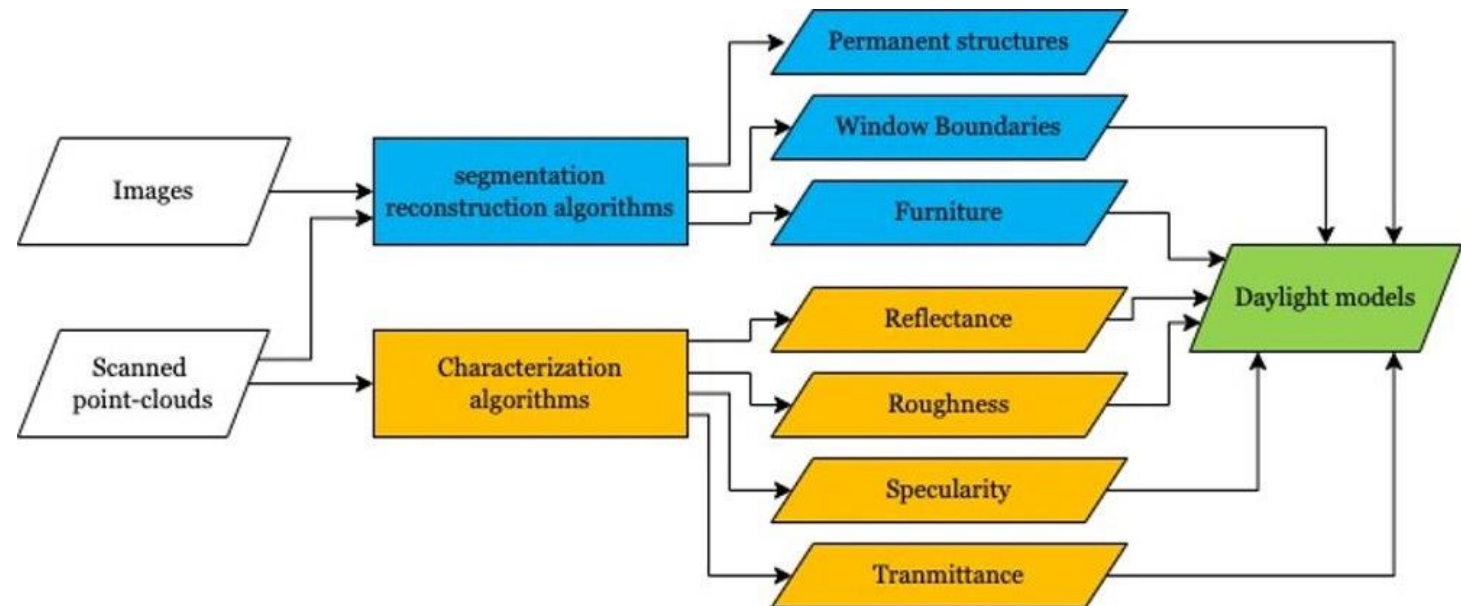 Permanent structures
Window Boundaries
Images
segmentation
reconstruction algorithms
Furniture
Daylight models
Reflectance
Scanned
point-clouds
Characterization
algorithms
Roughness
Specularity
Tranmittance